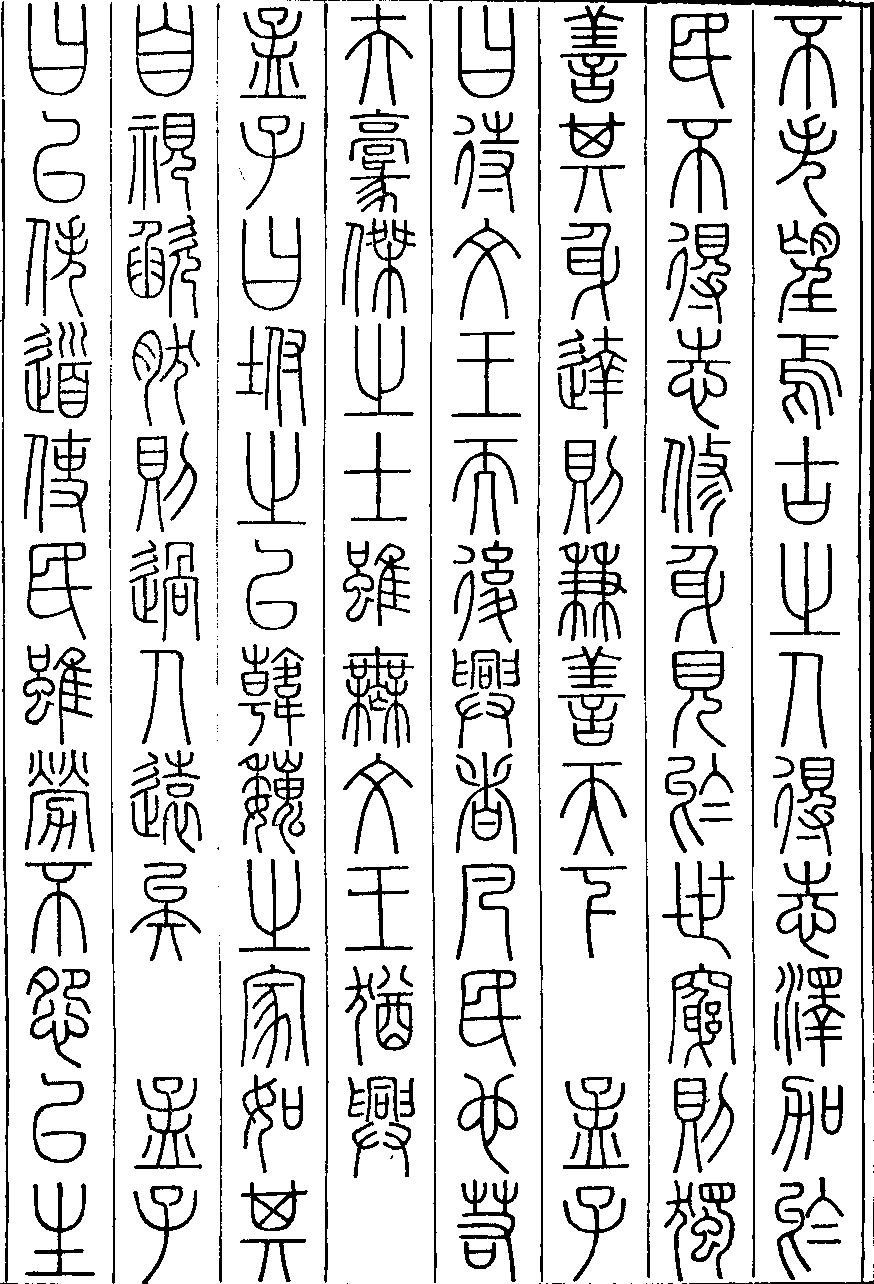 不失望焉古之人得志澤加於
民不得志修身見於世窮則獨
善其身達則兼善天下　孟子
曰待文王而後興者凡民也若
夫豪傑之士雖無文王猶興
孟子曰坿之以韓魏之家如其
自視欿肰則過人遠矣　孟子
曰以佚道使民雖勞不怨以生